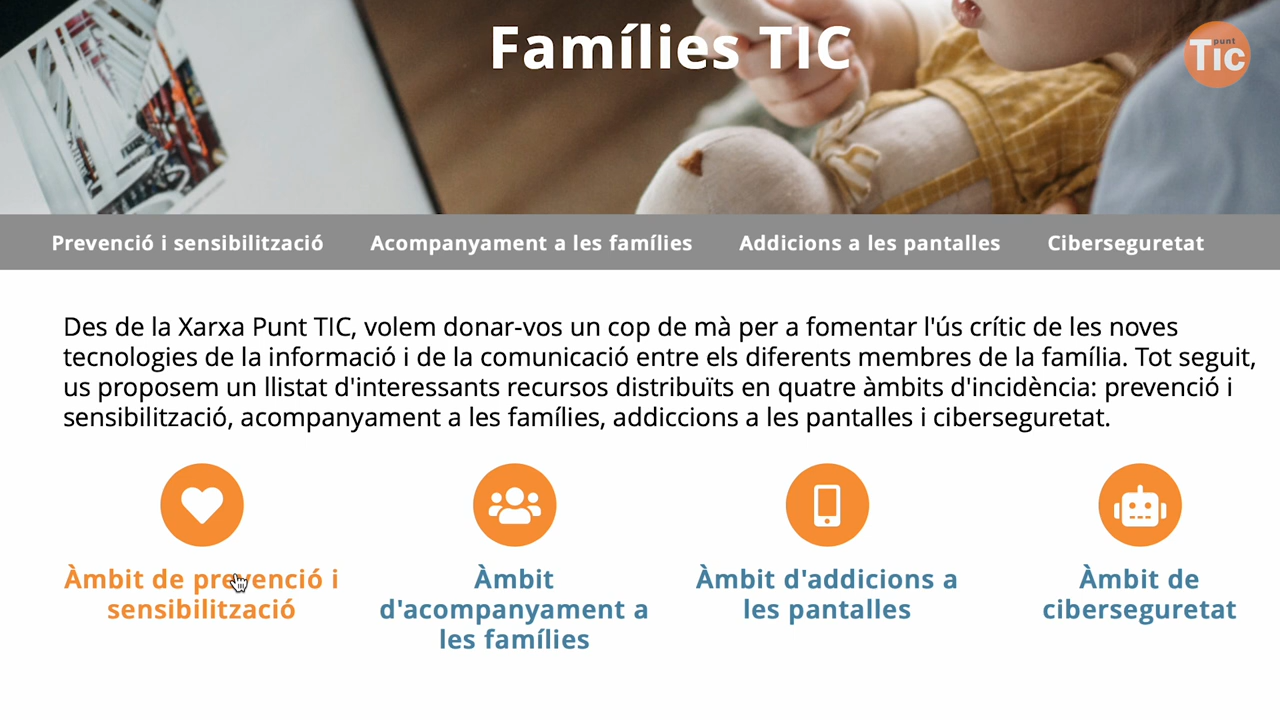 Famílies TIC
punt
TIC
Prevenció i sensibilització
Acompanyament a les famílies
Addicions a les pantalles
Ciberseguretat
Des de la Xarxa Punt TIC, volem donar-vos un cop de mà per a fomentar l'ús crític de les noves
tecnologies de la informació i de la comunicació entre els diferents membres de la família. Tot seguit,
us proposem un llistat d'interessants recursos distribuïts en quatre àmbits d'incidència: prevenció i
sensibilització, acompanyament a les famílies, addiccions a les pantalles i ciberseguretat.
Àmbit de prevenció i
sensibilització
Àmbit
d'acompanyament a
les famílies
Àmbit d'addicions a
les pantalles
Àmbit de
ciberseguretat